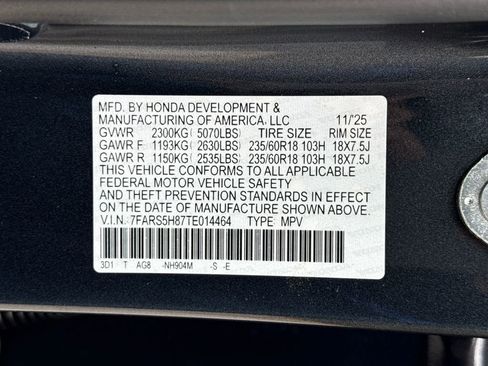 MFD. BY HONDA DEVELOPMENT &
MANUFACTURING OF AMERICA, LLC 11/'25
GVWR 2300KG( 5070LBS) TIRE SIZE RIM SIZE
GAWR F 1193KG( 2630LBS) 235/60R18 103H 18X7.5J
GAWR R 1150KG( 2535LBS) 235/60R18 103H 18X7.5J
THIS VEHICLE CONFORMS TO ALL APPLICABLE
FEDERAL MOTOR VEHICLE SAFETY
AND THEFT PREVENTION STANDARDS IN EFFECT
ON THE DATE OF MANUFACTURE SHOWN ABOVE.
V.I.N. 7FARS5H87TE014464 TYPE: MPV
3D1 T AG8 -NH904M -S -E